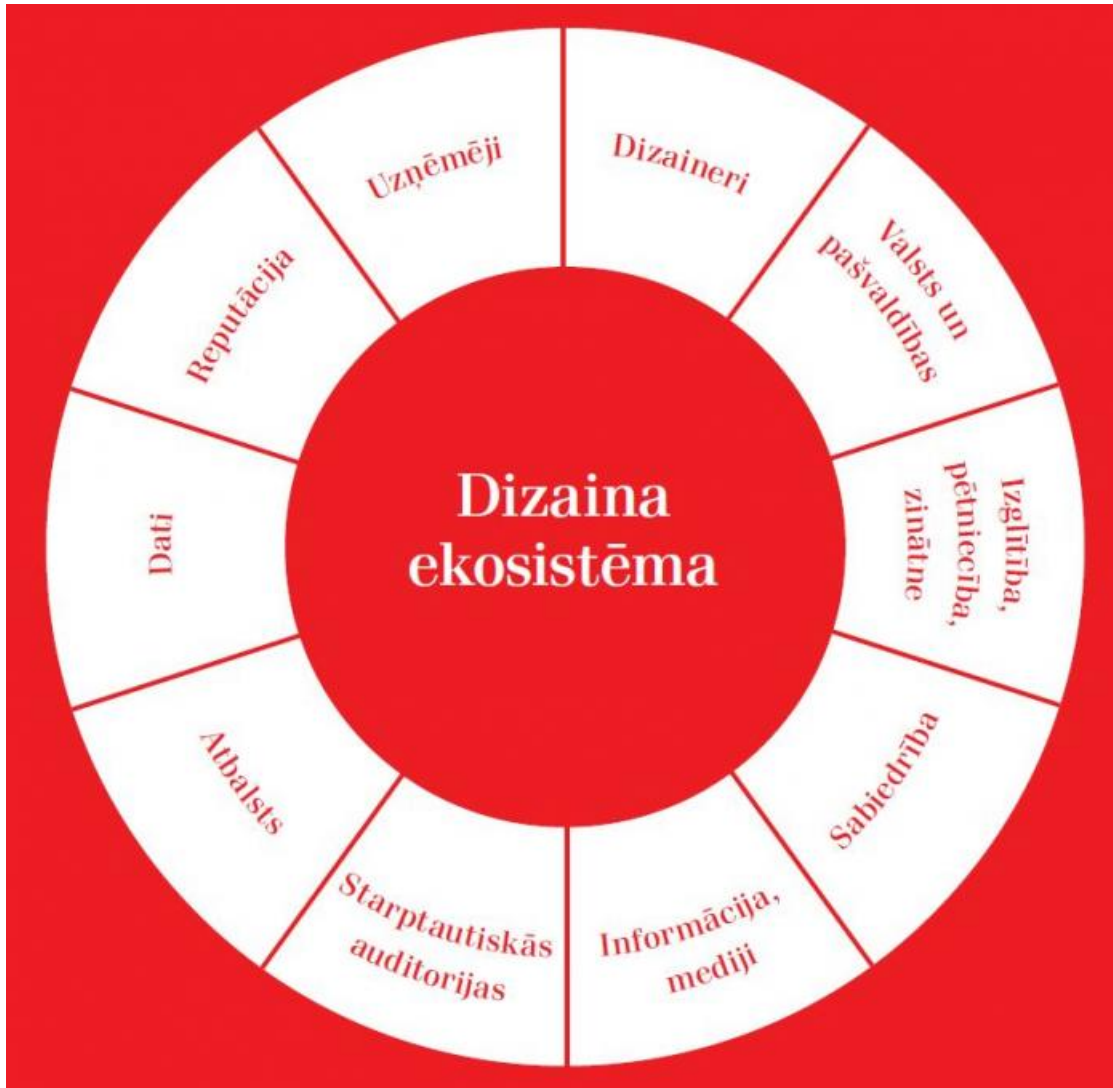 Dizaina
ekosistēma
Dizaineri
Valsts un
pašvaldības
Izglītība,
pētniecība,
zinātne
Sabiedrība
Informācija,
mediji
Starptautiskās
auditorijas
Atbalsts
Dati
Reputācija
Uzņēmēji